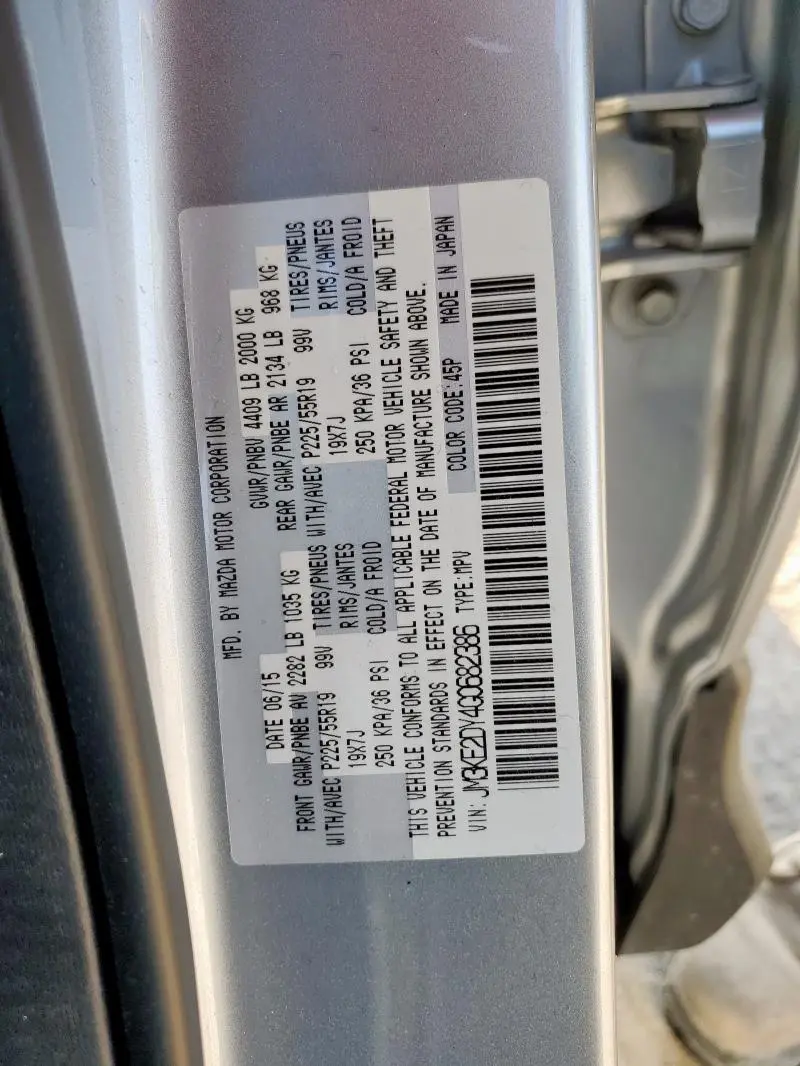 MFD. BY MAZDA MOTOR CORPORATION
DATE 06/15 GVWR/PNBV 4409 LB 2000 KG
FRONT GAWR/PNBE AV 2282 LB 1035 KG REAR GAWR/PNBE AR 2134 LB 968 KG
WITH/AVEC P225/55R19 99V TIRES/PNEUS WITH/AVEC P225/55R19 99V TIRES/PNEUS
19X7J RIMS/JANTES 19X7J RIMS/JANTES
250 KPA/36 PSI COLD/A FROID 250 KPA/36 PSI COLD/A FROID
THIS VEHICLE CONFORMS TO ALL APPLICABLE FEDERAL MOTOR VEHICLE SAFETY AND THEFT
PREVENTION STANDARDS IN EFFECT ON THE DATE OF MANUFACTURE SHOWN ABOVE.
VIN: JM3KE2DY4G0682386 TYPE:MPV COLOR CODE:45P MADE IN JAPAN